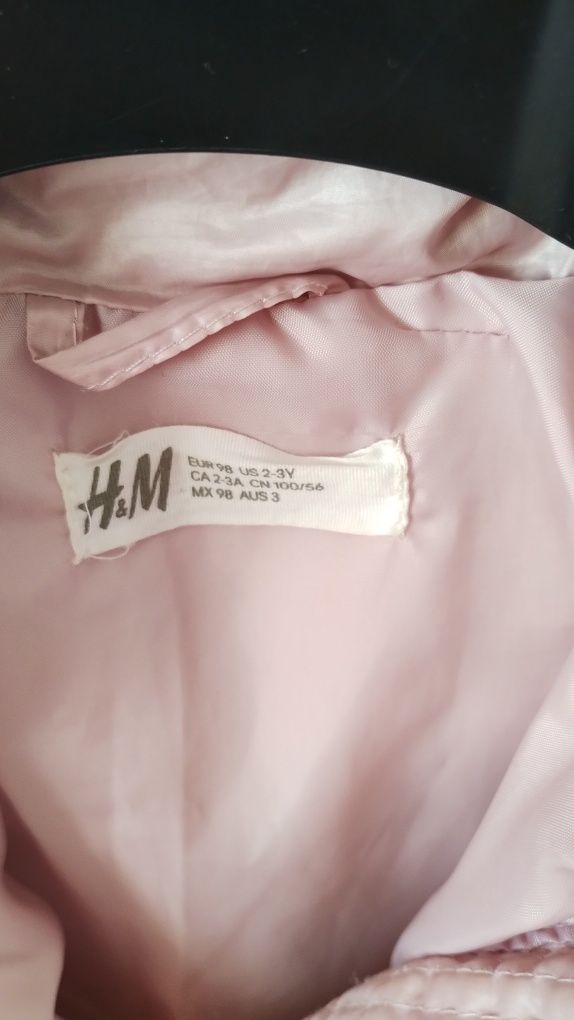 H&M
EUR 98 US 2-3Y
CA 2-3A CN 100/56
MX 98 AUS 3